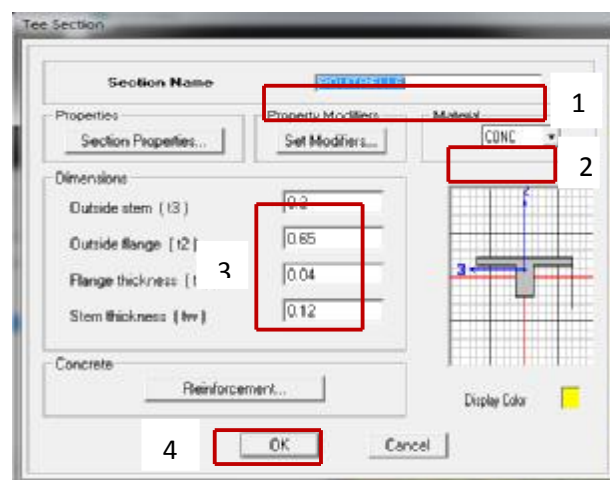 Tee Section
Section Name
1
Properties
Property Modifiers
Material
Section Properties...
Set Modifiers...
CONC
2
Dimensions
Outside stem ( t3 )
0.2
Outside flange ( t2 )
0.65
3
Flange thickness ( t
0.04
Stem thickness ( tw )
0.12
2
3
Concrete
Reinforcement...
Display Color
4
OK
Cancel